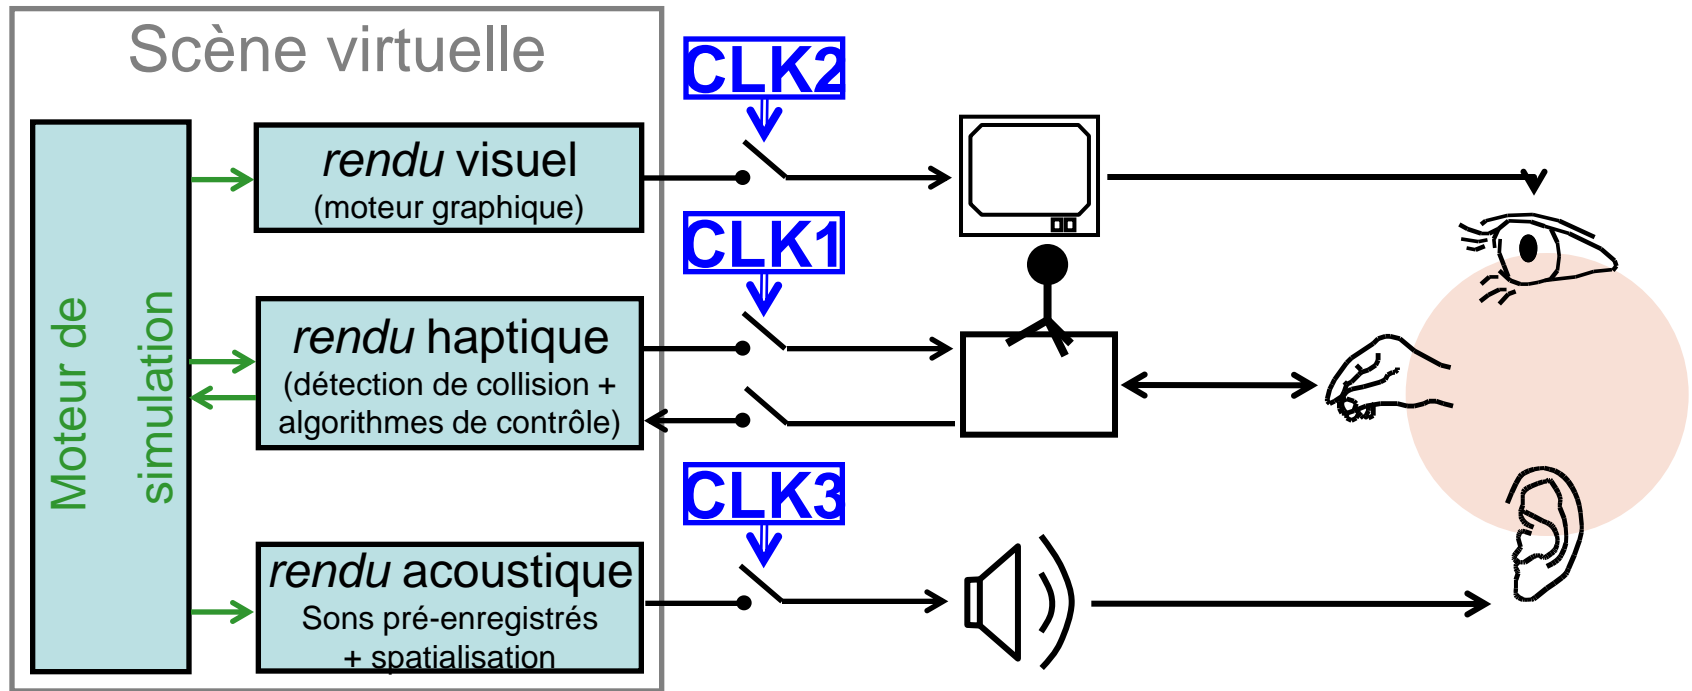 Scène virtuelle
CLK2
rendu visuel
(moteur graphique)
CLK1
Moteur de
simulation
rendu haptique
(détection de collision +
algorithmes de contrôle)
CLK3
rendu acoustique
Sons pré-enregistrés
+ spatialisation